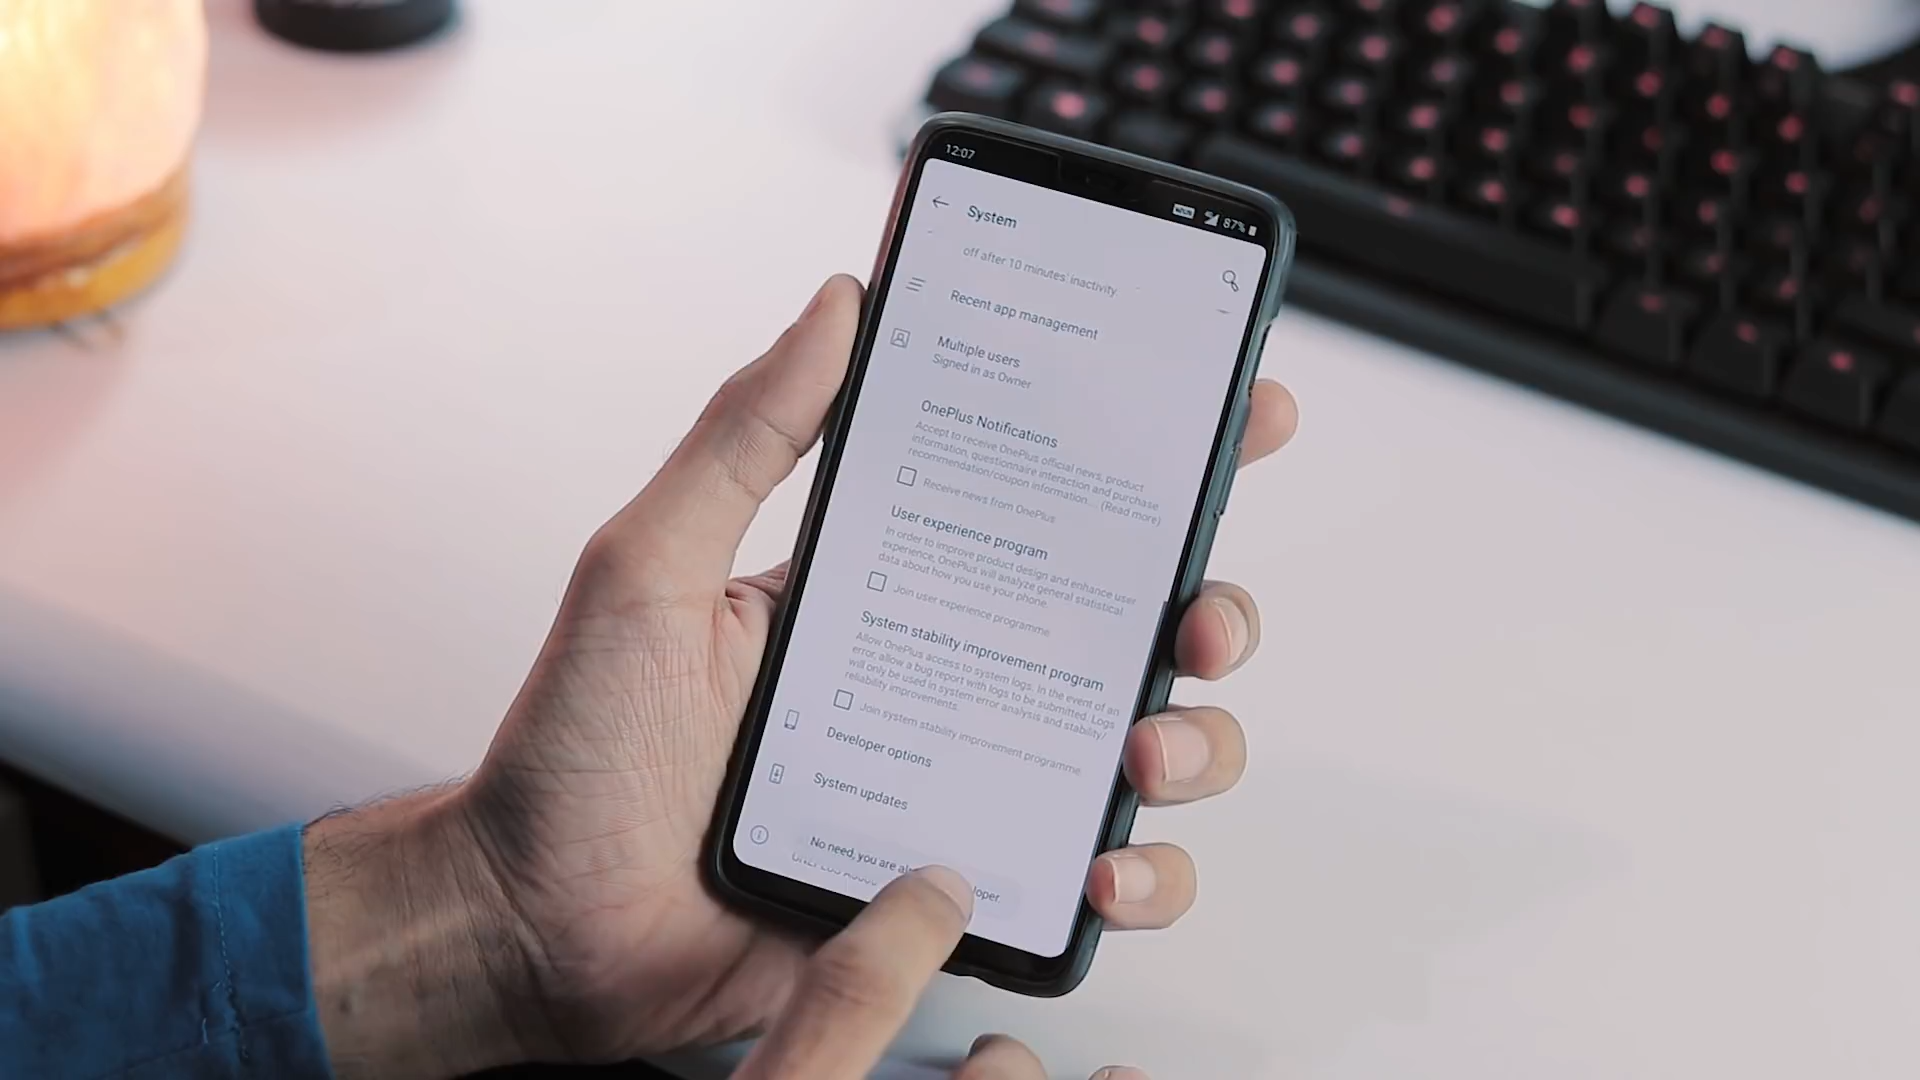 12:07
87%
System
off after 10 minutes' inactivity
Recent app management
Multiple users
Signed in as Owner
OnePlus Notifications
Accept to receive OnePlus official news, product
information, questionnaire interaction and purchase
recommendation/coupon information.... (Read more)
Receive news from OnePlus
User experience program
In order to improve product design and enhance user
experience, OnePlus will analyze general statistical
data about how you use your phone.
Join user experience programme
System stability improvement program
Allow OnePlus access to system logs. In the event of an
error, allow a bug report with logs to be submitted. Logs
will only be used in system error analysis and stability/
reliability improvements.
Join system stability improvement programme
Developer options
System updates
No need, you are